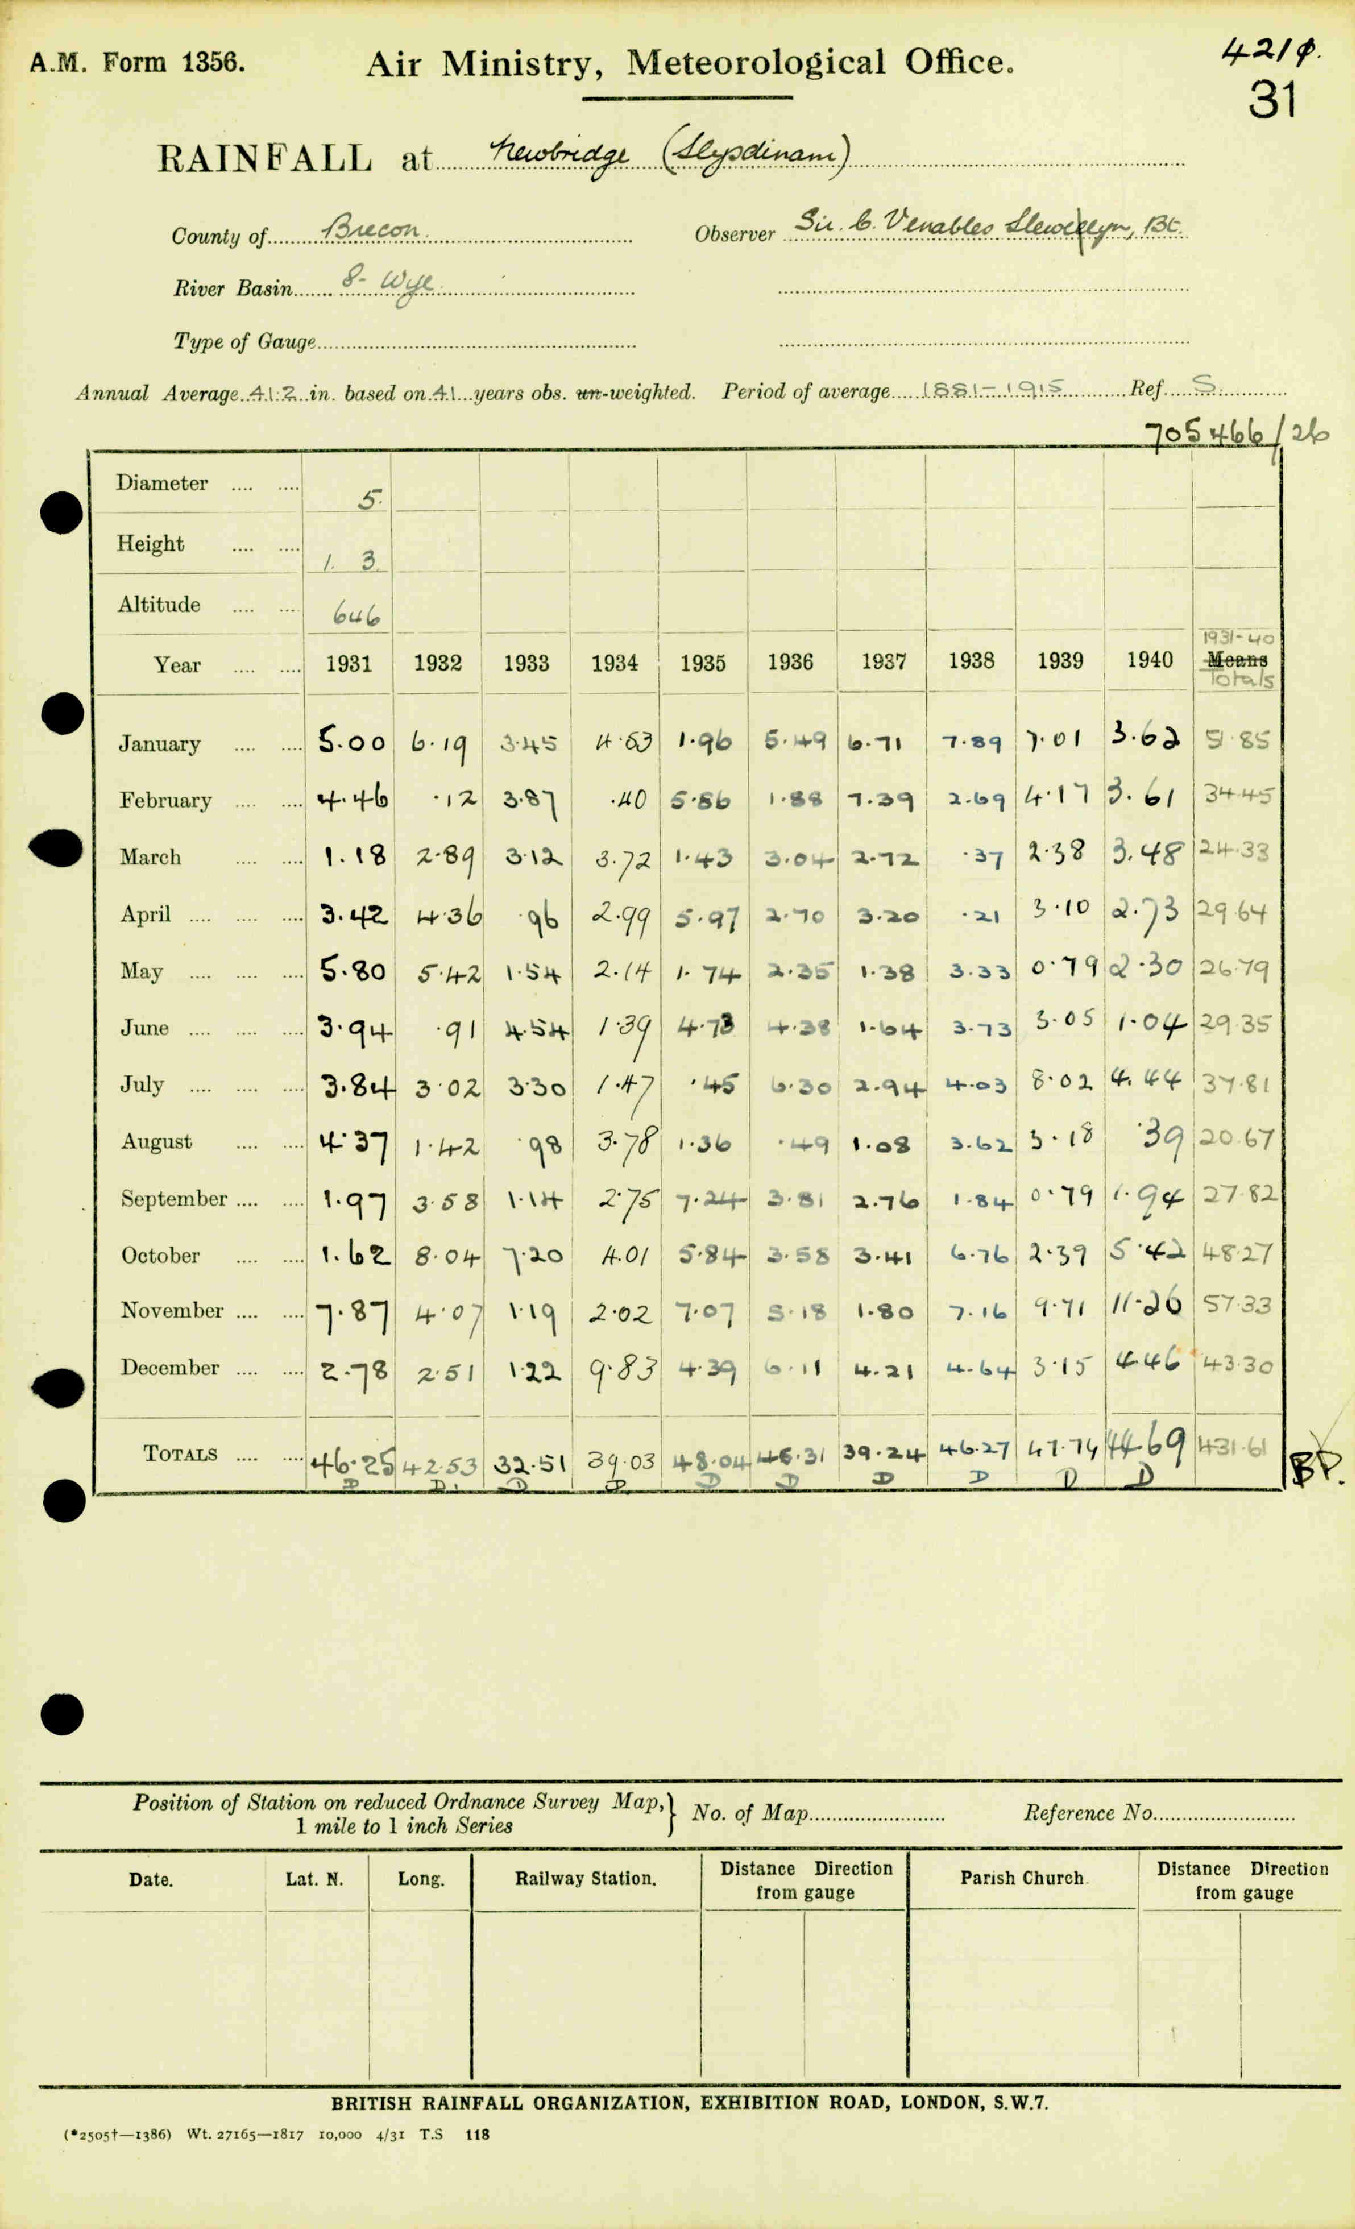 A.M. Form 1356.
Air Ministry, Meteorological Office.
421φ.
31
RAINFALL at Newbridge (Llysdinam)
County of Brecon. Observer Sir C. Venables Llewellyn, Bt.
River Basin 8- Wye
Type of Gauge
Annual Average 41.2 in. based on 41 years obs. un-weighted. Period of average 1881-1915 Ref S.
705466/26
Diameter 5.
Height 1. 3.
Altitude 646
1931-40
Year 1931 1932 1933 1934 1935 1936 1937 1938 1939 1940 Means
Totals
January 5.00 6.19 3.45 4.53 1.96 5.49 6.71 7.89 7.01 3.62 51.85
February 4.46 .12 3.87 .40 5.86 1.88 7.39 2.69 4.17 3.61 34.45
March 1.18 2.89 3.12 3.72 1.43 3.04 2.72 .37 2.38 3.48 24.33
April 3.42 4.36 .96 2.99 5.97 2.70 3.20 .21 3.10 2.73 29.64
May 5.80 5.42 1.54 2.14 1.74 2.35 1.38 3.33 0.79 2.30 26.79
June 3.94 .91 4.54 1.39 4.73 4.38 1.64 3.73 3.05 1.04 29.35
July 3.84 3.02 3.30 1.47 .45 6.30 2.94 4.03 8.02 4.44 37.81
August 4.37 1.42 .98 3.78 1.36 .49 1.08 3.62 3.18 .39 20.67
September 1.97 3.58 1.14 2.75 7.24 3.81 2.76 1.84 0.79 1.94 27.82
October 1.62 8.04 7.20 4.01 5.84 3.58 3.41 6.76 2.39 5.42 48.27
November 7.87 4.07 1.19 2.02 7.07 5.18 1.80 7.16 9.71 11.26 57.33
December 2.78 2.51 1.22 9.83 4.39 6.11 4.21 4.64 3.15 4.46 43.30
TOTALS 46.25 42.53 32.51 39.03 48.04 45.31 39.24 46.27 47.74 44.69 431.61
D D. D D D D D D D D
BP.
Position of Station on reduced Ordnance Survey Map, 1 mile to 1 inch Series } No. of Map Reference No.
Date. Lat. N. Long. Railway Station. Distance Direction from gauge Parish Church Distance Direction from gauge
BRITISH RAINFALL ORGANIZATION, EXHIBITION ROAD, LONDON, S.W.7.
(*2505†—1386) Wt. 27165—1817 10,000 4/31 T.S 118